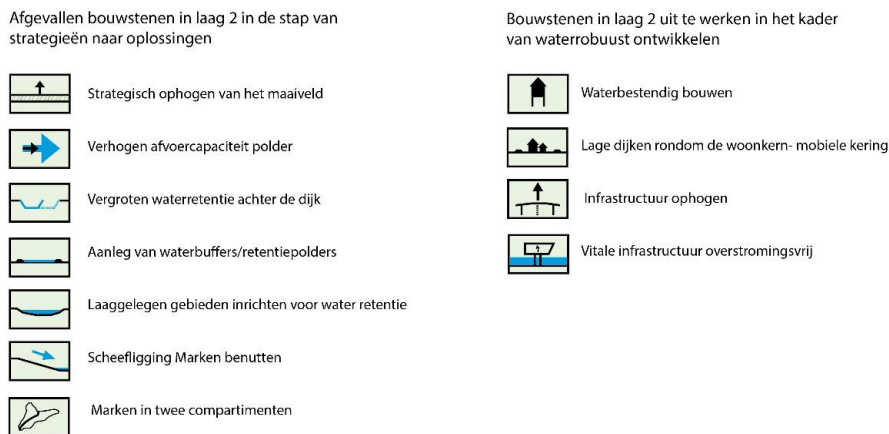 Afgevallen bouwstenen in laag 2 in de stap van
strategieën naar oplossingen
Strategisch ophogen van het maaiveld
Verhogen afvoercapaciteit polder
Vergroten waterretentie achter de dijk
Aanleg van waterbuffers/retentiepolders
Laaggelegen gebieden inrichten voor water retentie
Scheefligging Marken benutten
Marken in twee compartimenten
Bouwstenen in laag 2 uit te werken in het kader
van waterrobuust ontwikkelen
Waterbestendig bouwen
Lage dijken rondom de woonkern- mobiele kering
Infrastructuur ophogen
Vitale infrastructuur overstromingsvrij